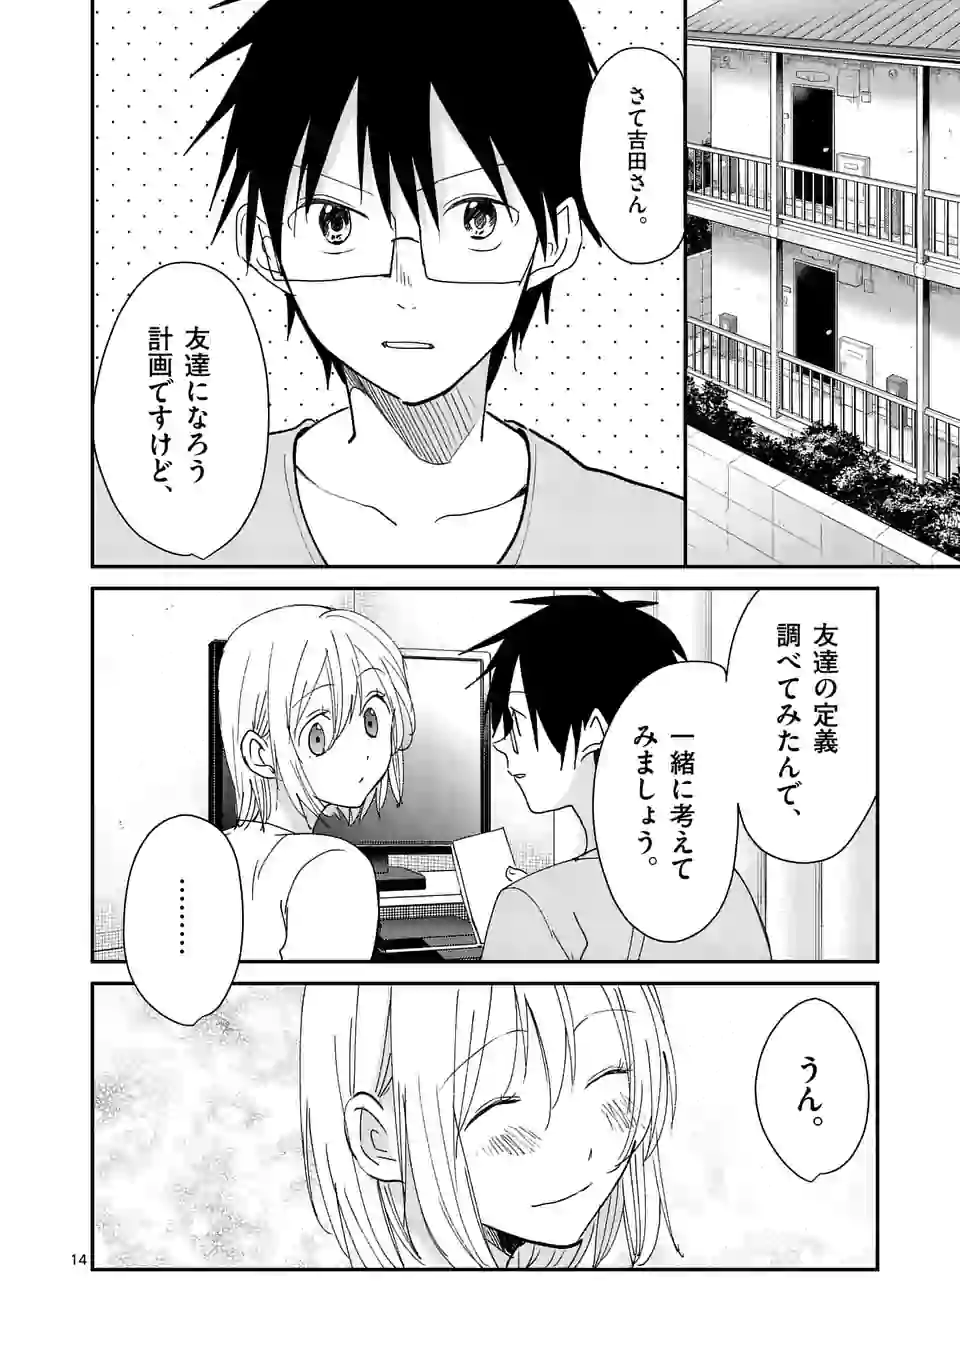 さて吉田さん。
友達になろう
計画ですけど、
友達の定義
調べてみたんで、
一緒に考えて
みましょう。
………
うん。
14